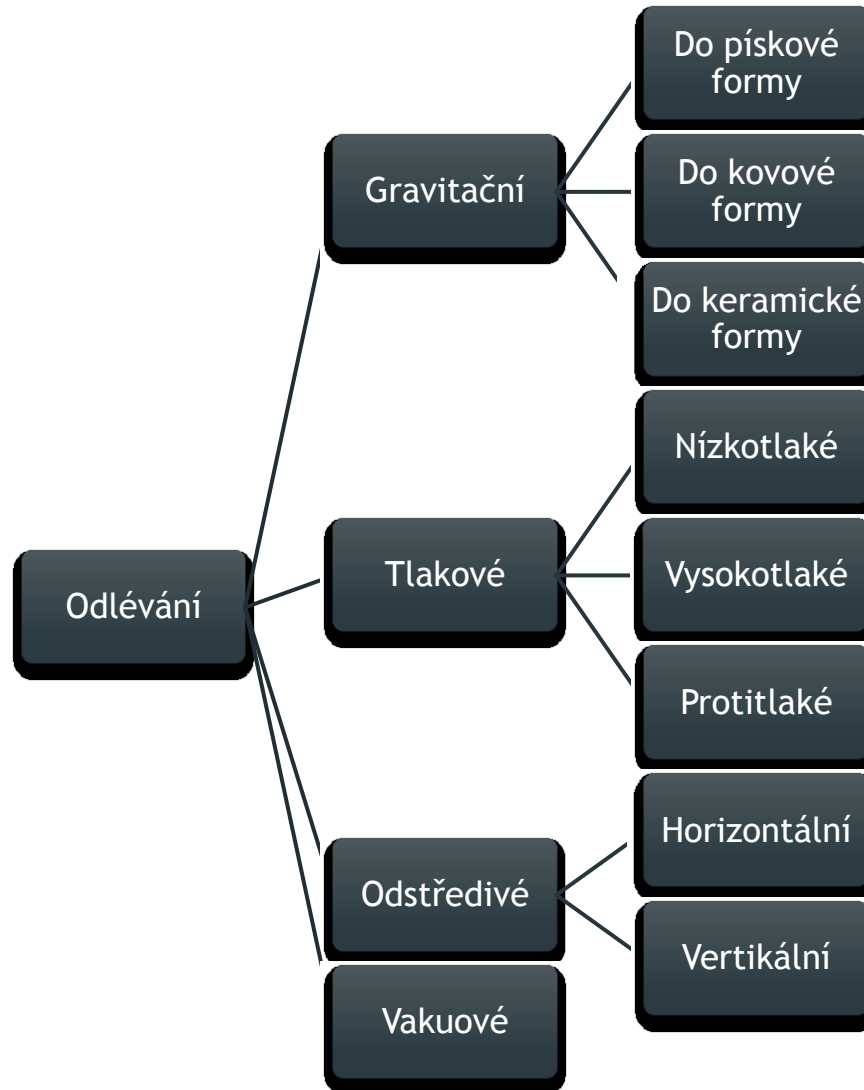 Odlévání
Gravitační
Do pískové
formy
Do kovové
formy
Do keramické
formy
Tlakové
Nízkotlaké
Vysokotlaké
Protitlaké
Odstředivé
Horizontální
Vertikální
Vakuové